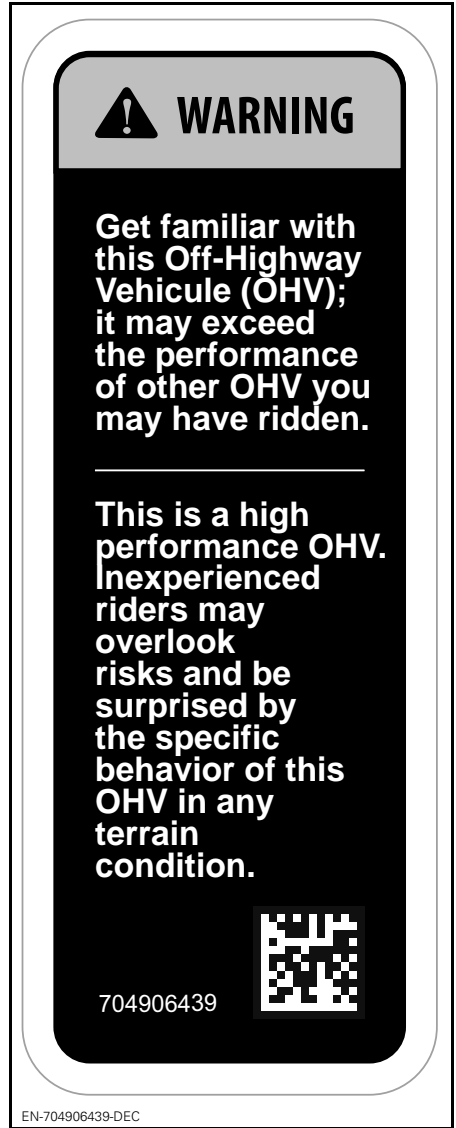 WARNING
Get familiar with
this Off-Highway
Vehicule (OHV);
it may exceed
the performance
of other OHV you
may have ridden.
This is a high
performance OHV.
Inexperienced
riders may
overlook
risks and be
surprised by
the specific
behavior of this
OHV in any
terrain
condition.
704906439
EN-704906439-DEC